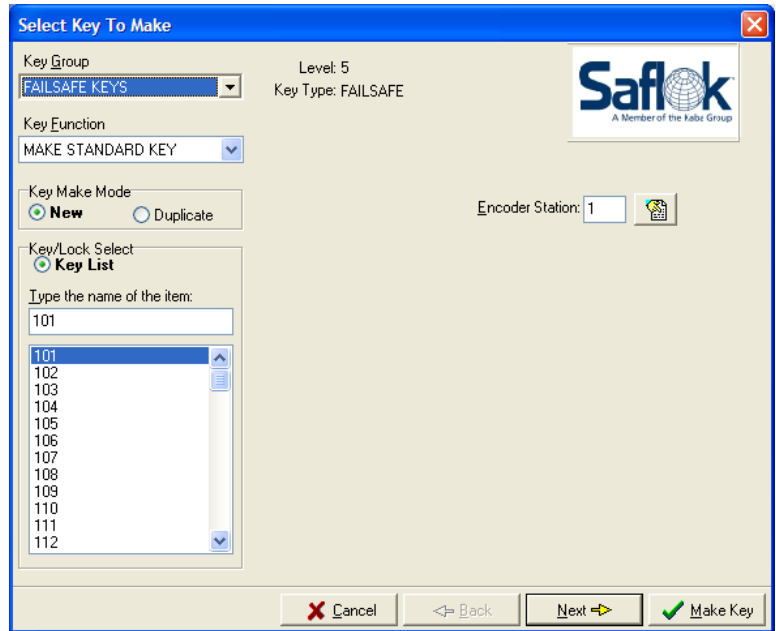 Select Key To Make
Key Group
FAILSAFE KEYS
Level: 5
Key Type: FAILSAFE
Saflok
A Member of the Kaba Group
Key Function
MAKE STANDARD KEY
Key Make Mode
New Duplicate
Encoder Station: 1
Key/Lock Select
Key List
Type the name of the item:
101
101
102
103
104
105
106
107
108
109
110
111
112
Cancel Back Next Make Key